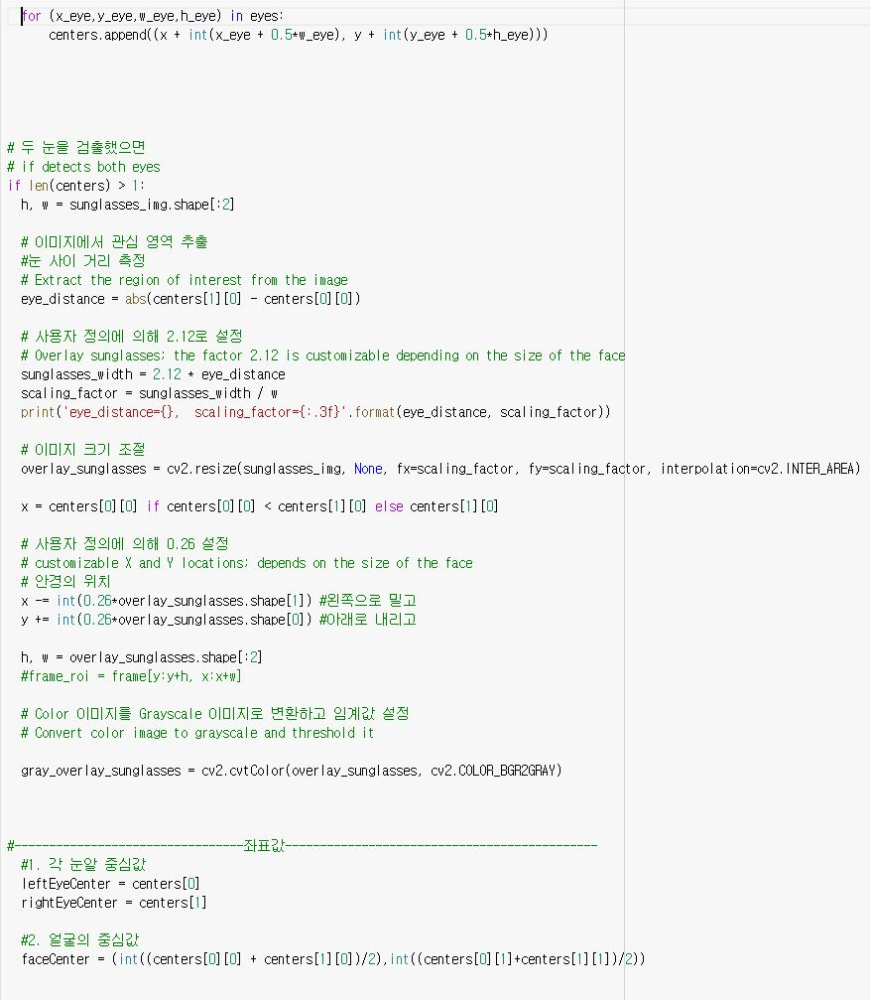 for (x_eye,y_eye,w_eye,h_eye) in eyes:
centers.append((x + int(x_eye + 0.5*w_eye), y + int(y_eye + 0.5*h_eye)))
# 두 눈을 검출했으면
# if detects both eyes
if len(centers) > 1:
h, w = sunglasses_img.shape[:2]
# 이미지에서 관심 영역 추출
#눈 사이 거리 측정
# Extract the region of interest from the image
eye_distance = abs(centers[1][0] - centers[0][0])
# 사용자 정의에 의해 2.12로 설정
# Overlay sunglasses; the factor 2.12 is customizable depending on the size of the face
sunglasses_width = 2.12 * eye_distance
scaling_factor = sunglasses_width / w
print('eye_distance={},  scaling_factor={:.3f}'.format(eye_distance, scaling_factor))
# 이미지 크기 조절
overlay_sunglasses = cv2.resize(sunglasses_img, None, fx=scaling_factor, fy=scaling_factor, interpolation=cv2.INTER_AREA)
x = centers[0][0] if centers[0][0] < centers[1][0] else centers[1][0]
# 사용자 정의에 의해 0.26 설정
# customizable X and Y locations; depends on the size of the face
# 안경의 위치
x -= int(0.26*overlay_sunglasses.shape[1]) #왼쪽으로 밀고
y += int(0.26*overlay_sunglasses.shape[0]) #아래로 내리고
h, w = overlay_sunglasses.shape[:2]
#frame_roi = frame[y:y+h, x:x+w]
# Color 이미지를 Grayscale 이미지로 변환하고 임계값 설정
# Convert color image to grayscale and threshold it
gray_overlay_sunglasses = cv2.cvtColor(overlay_sunglasses, cv2.COLOR_BGR2GRAY)
#---------------------------------좌표값---------------------------------------------
#1. 각 눈알 중심값
leftEyeCenter = centers[0]
rightEyeCenter = centers[1]
#2. 얼굴의 중심값
faceCenter = (int((centers[0][0] + centers[1][0])/2),int((centers[0][1]+centers[1][1])/2))